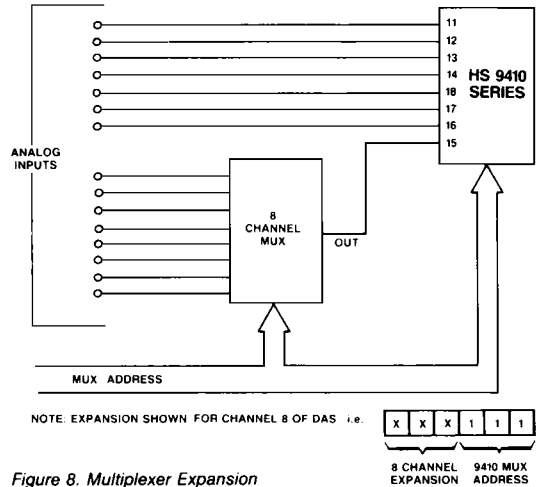 11
12
13
14
18
17
16
15
HS 9410
SERIES
ANALOG
INPUTS
8
CHANNEL
MUX
OUT
MUX ADDRESS
NOTE: EXPANSION SHOWN FOR CHANNEL 8 OF DAS i.e.
X X X 1 1 1
8 CHANNEL
EXPANSION
9410 MUX
ADDRESS
Figure 8. Multiplexer Expansion